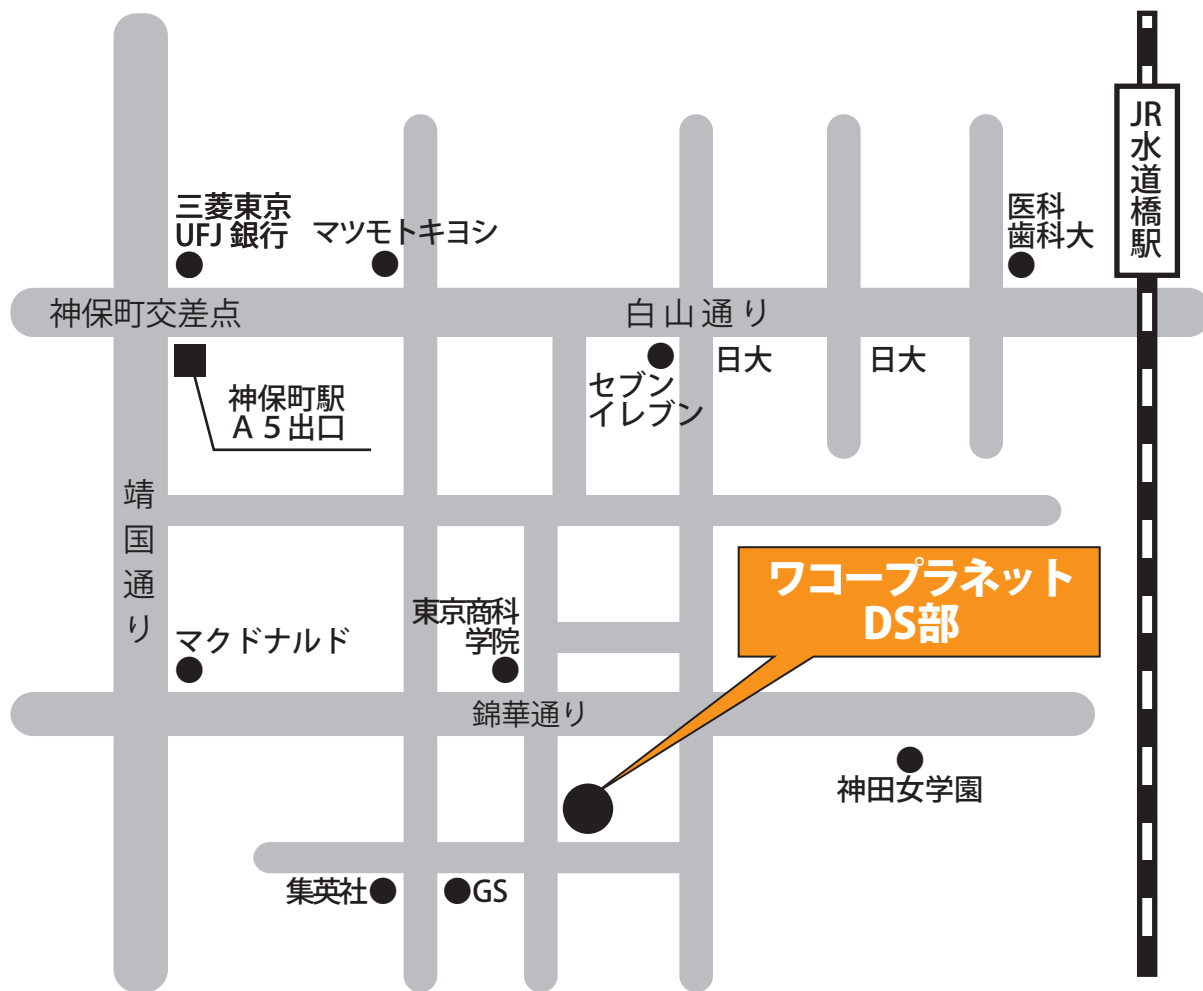 JR水道橋駅
三菱東京
UFJ 銀行
マツモトキヨシ
医科
歯科大
神保町交差点
白山通り
日大
日大
セブン
イレブン
神保町駅
A5出口
靖国通り
ワコープラネット
DS部
東京商科
学院
マクドナルド
錦華通り
神田女学園
集英社
GS